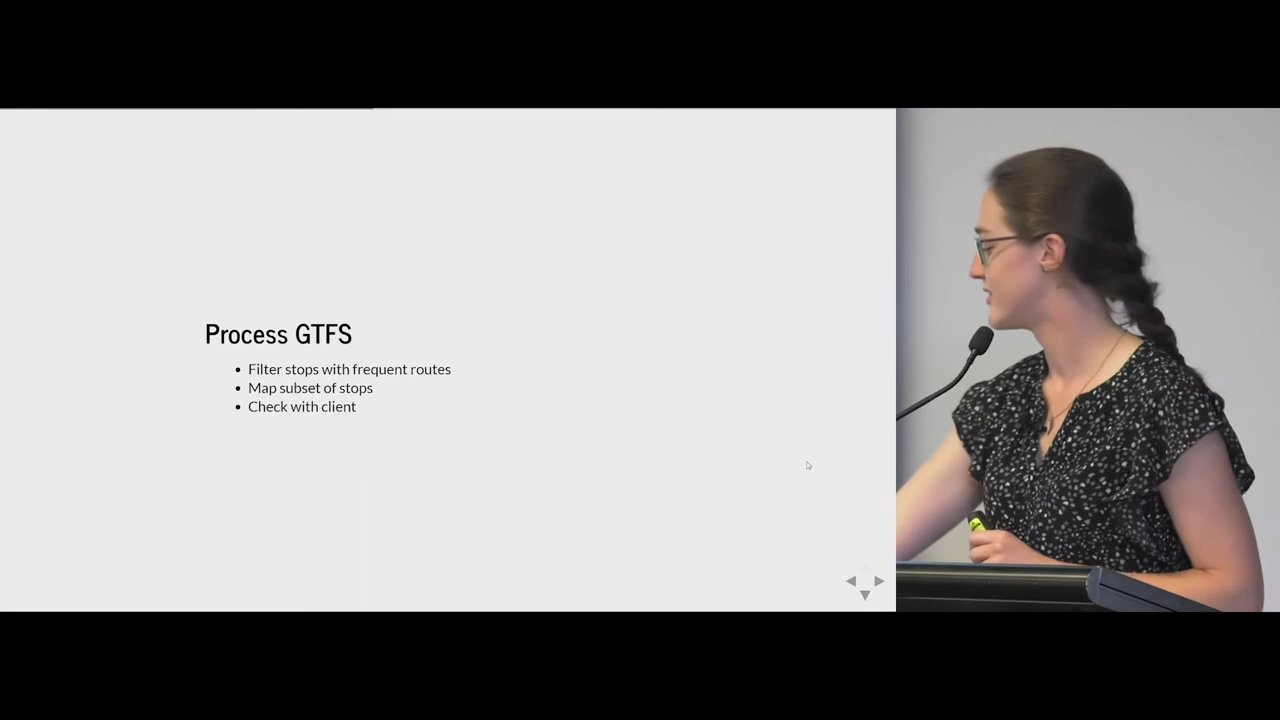 Process GTFS
• Filter stops with frequent routes
• Map subset of stops
• Check with client